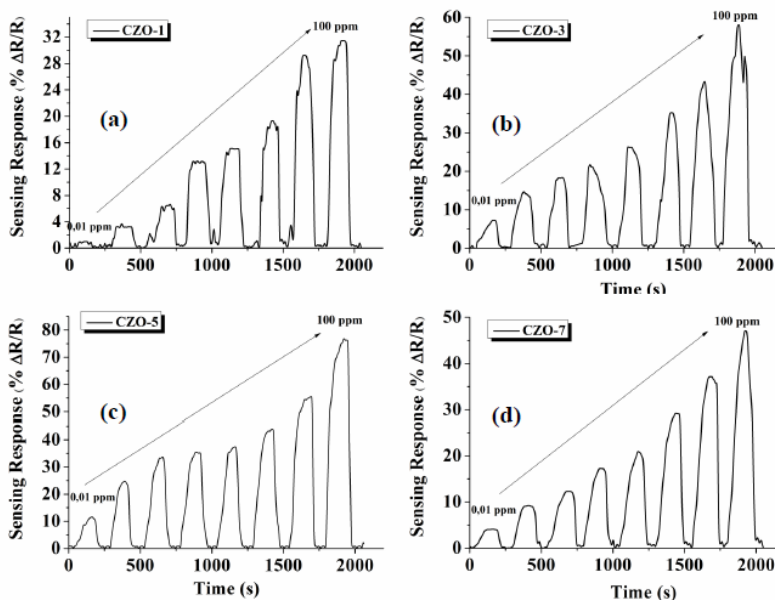 CZO-1
100 ppm
Sensing Response (% ΔR/R)
32
28
24
20
16
12
8
4
0
(a)
0,01 ppm
0 500 1000 1500 2000
CZO-3
100 ppm
Sensing Response (% ΔR/R)
60
50
40
30
20
10
0
(b)
0,01 ppm
0 500 1000 1500 2000
Time (s)
CZO-5
100 ppm
Sensing Response (% ΔR/R)
80
70
60
50
40
30
20
10
0
(c)
0,01 ppm
0 500 1000 1500 2000
Time (s)
CZO-7
100 ppm
Sensing Response (% ΔR/R)
50
40
30
20
10
0
(d)
0,01 ppm
0 500 1000 1500 2000
Time (s)